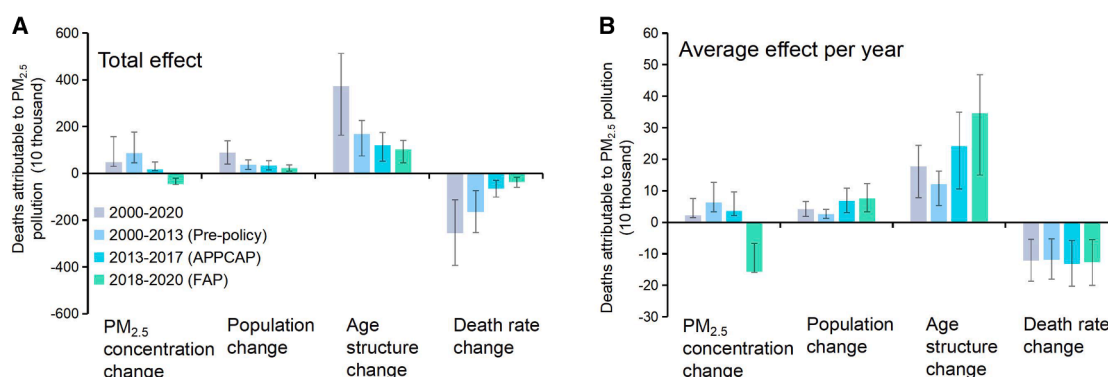 A
Total effect
Deaths attributable to PM2.5
pollution (10 thousand)
600
400
200
0
-200
-400
-600
2000-2020
2000-2013 (Pre-policy)
2013-2017 (APPCAP)
2018-2020 (FAP)
PM2.5
concentration
change
Population
change
Age
structure
change
Death rate
change
B
Average effect per year
Deaths attributable to PM2.5 pollution
(10 thousand)
60
50
40
30
20
10
0
-10
-20
-30
PM2.5
concentration
change
Population
change
Age
structure
change
Death rate
change